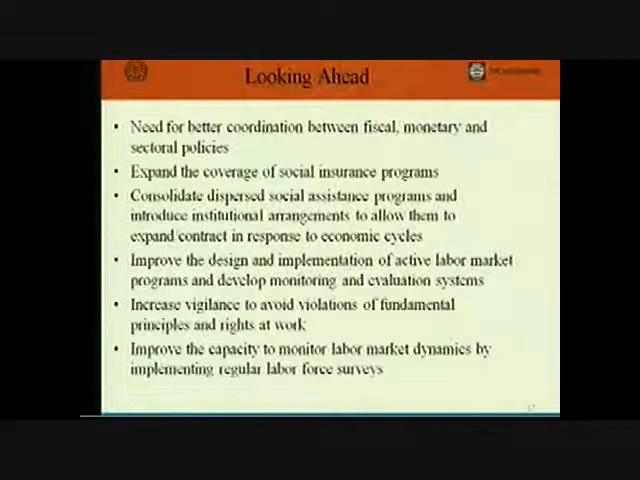 Looking Ahead
• Need for better coordination between fiscal, monetary and
sectoral policies
• Expand the coverage of social insurance programs
• Consolidate dispersed social assistance programs and
introduce institutional arrangements to allow them to
expand contract in response to economic cycles
• Improve the design and implementation of active labor market
programs and develop monitoring and evaluation systems
• Increase vigilance to avoid violations of fundamental
principles and rights at work
• Improve the capacity to monitor labor market dynamics by
implementing regular labor force surveys